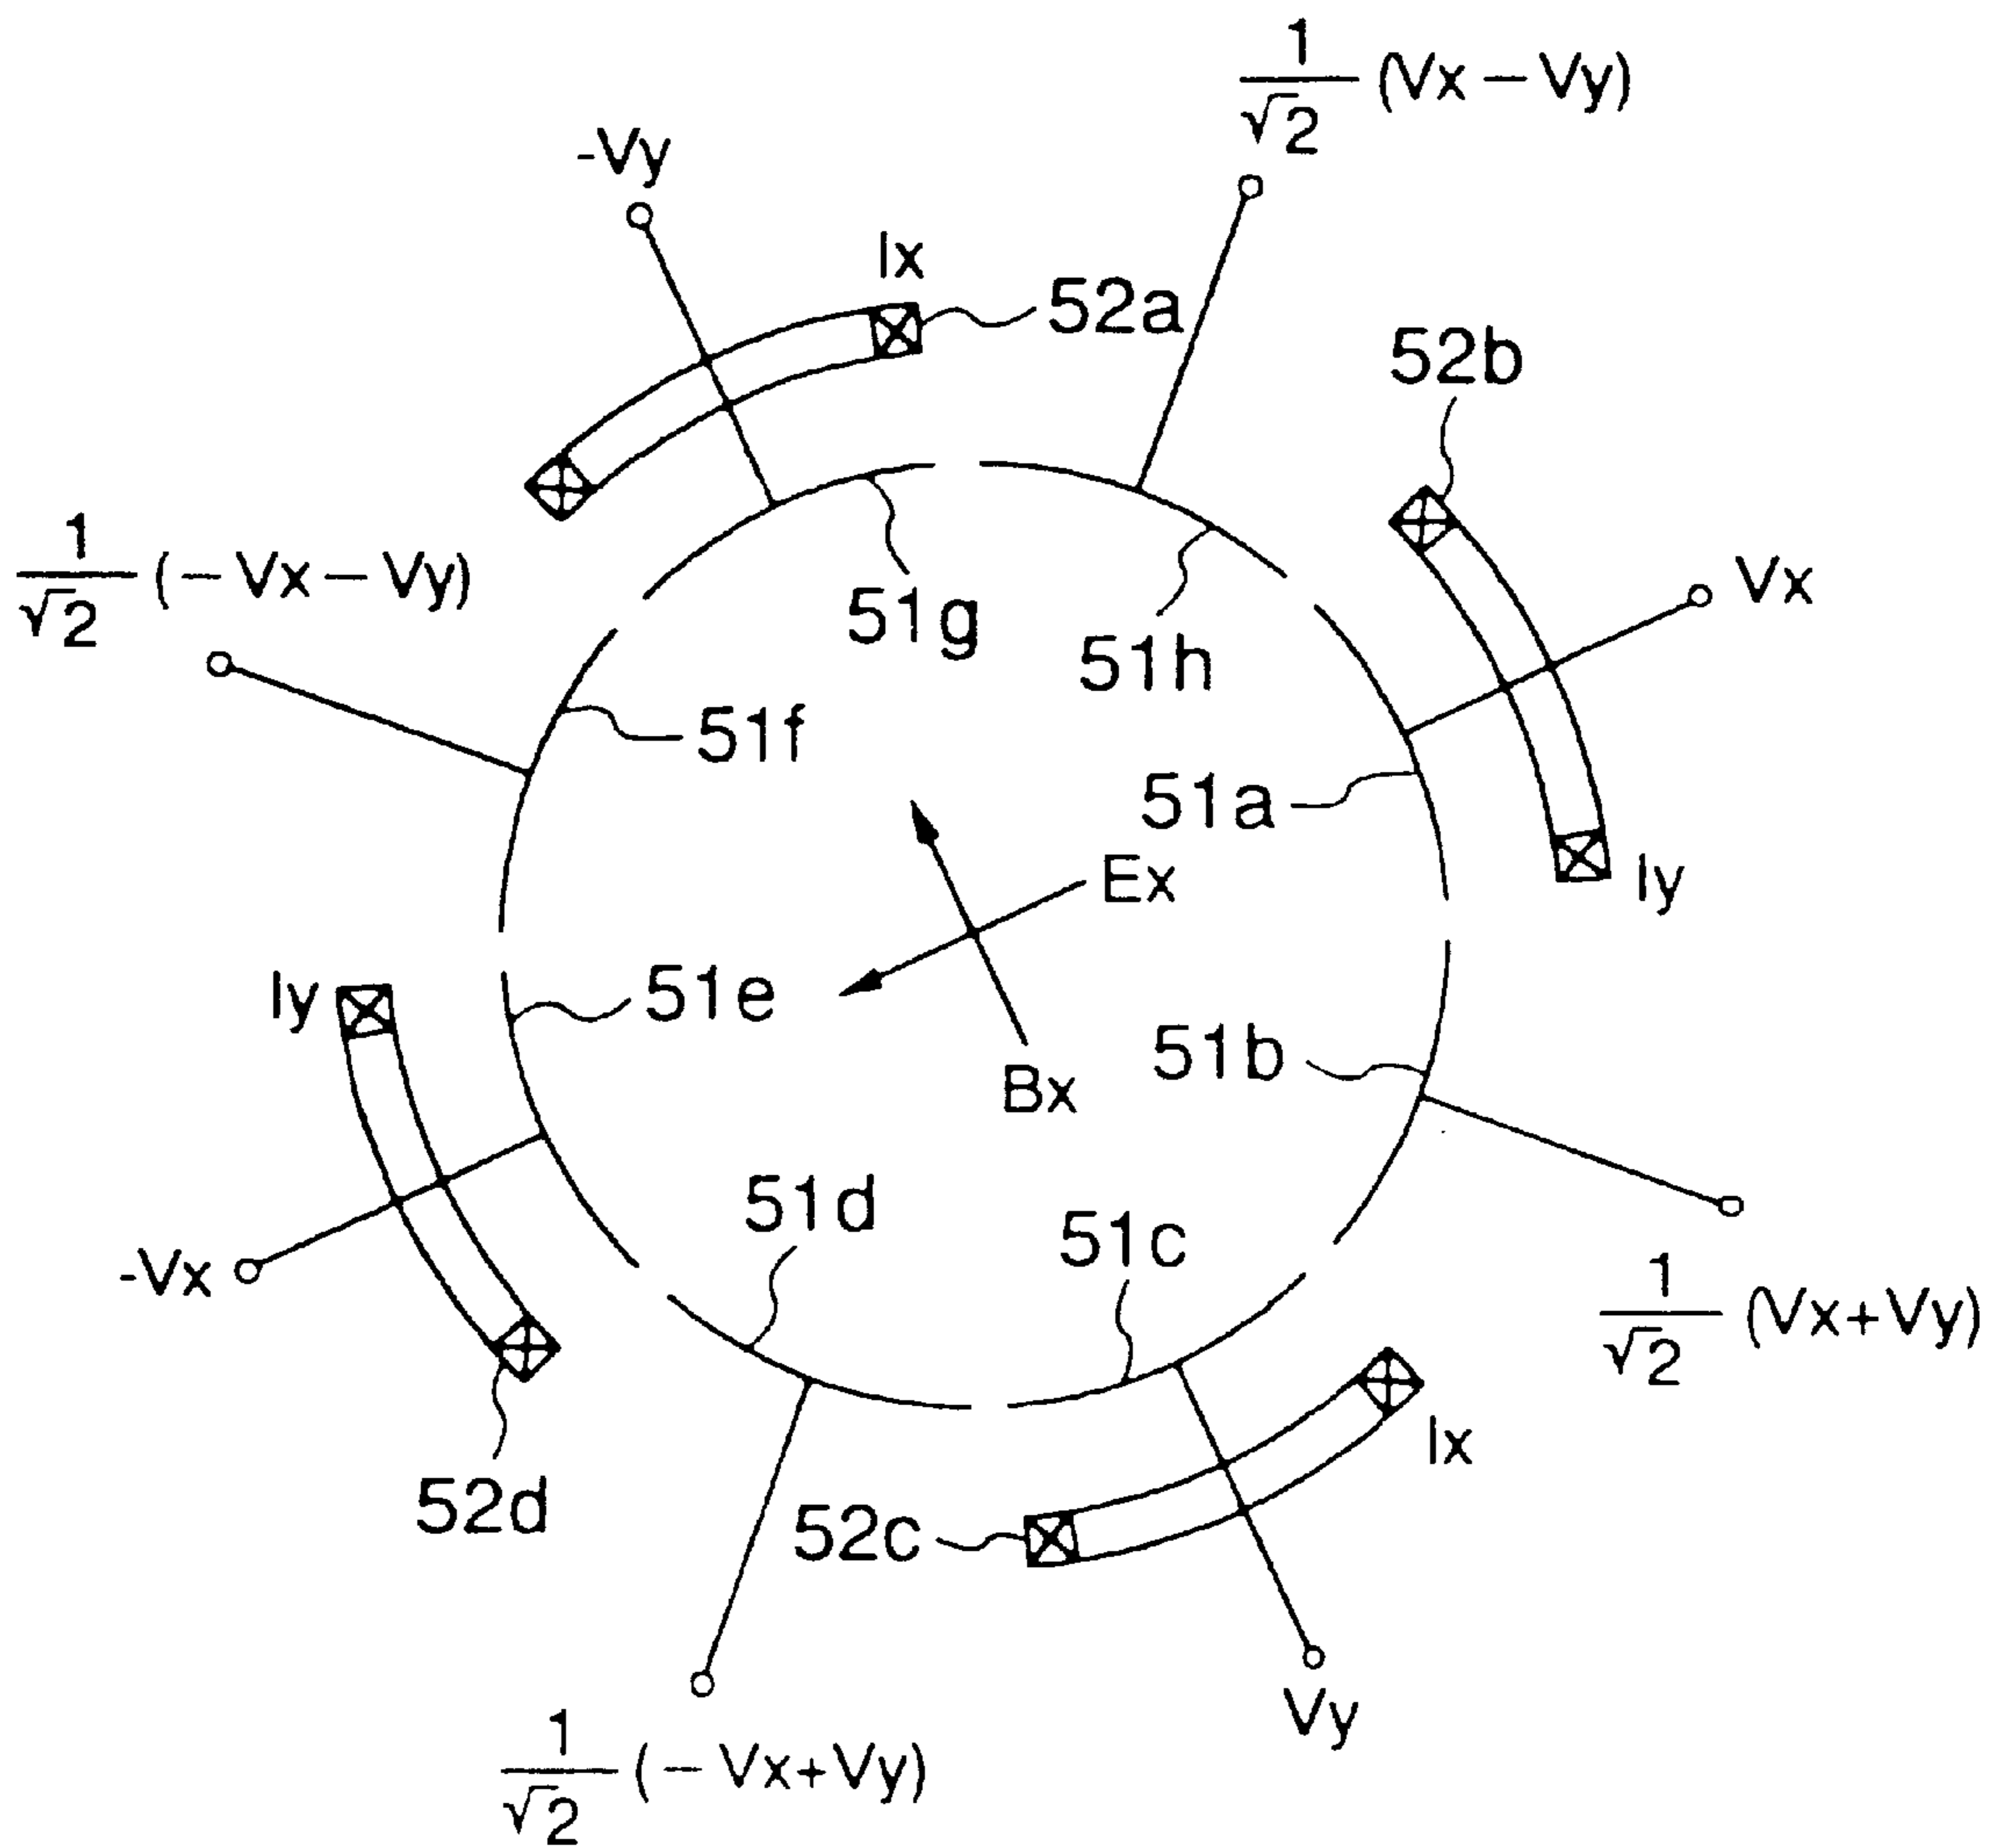 1/√2 (Vx − Vy)
-Vy
Ix
52a
52b
1/√2 (− Vx − Vy)
Vx
51g
51h
51f
51a
Ex
Iy
Iy
51e
51b
Bx
51d
51c
-Vx
1/√2 (Vx+Vy)
Ix
52d
52c
Vy
1/√2 (− Vx+Vy)